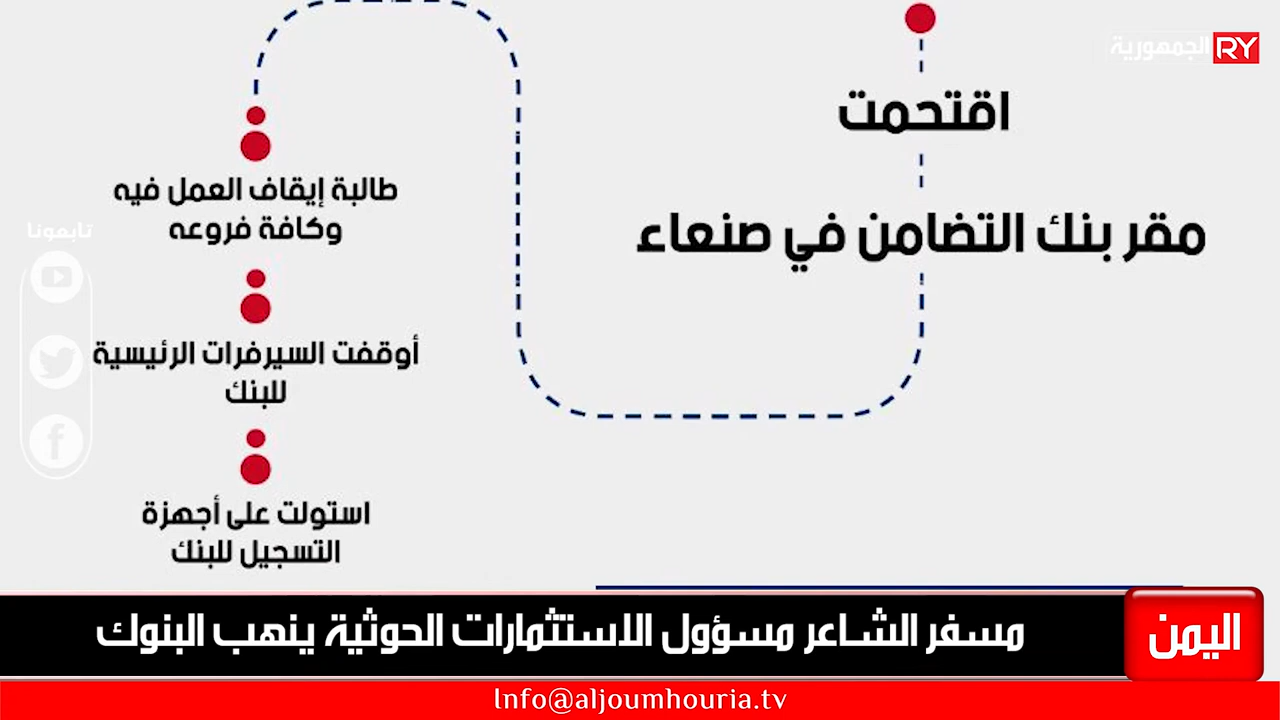 الجمهورية RY
اقتحمت
مقر بنك التضامن في صنعاء
طالبة إيقاف العمل فيه
وكافة فروعه
أوقفت السيرفرات الرئيسية
للبنك
استولت على أجهزة
التسجيل للبنك
تابعونا
اليمن
مسفر الشاعر مسؤول الاستثمارات الحوثية ينهب البنوك
Info@aljoumhouria.tv